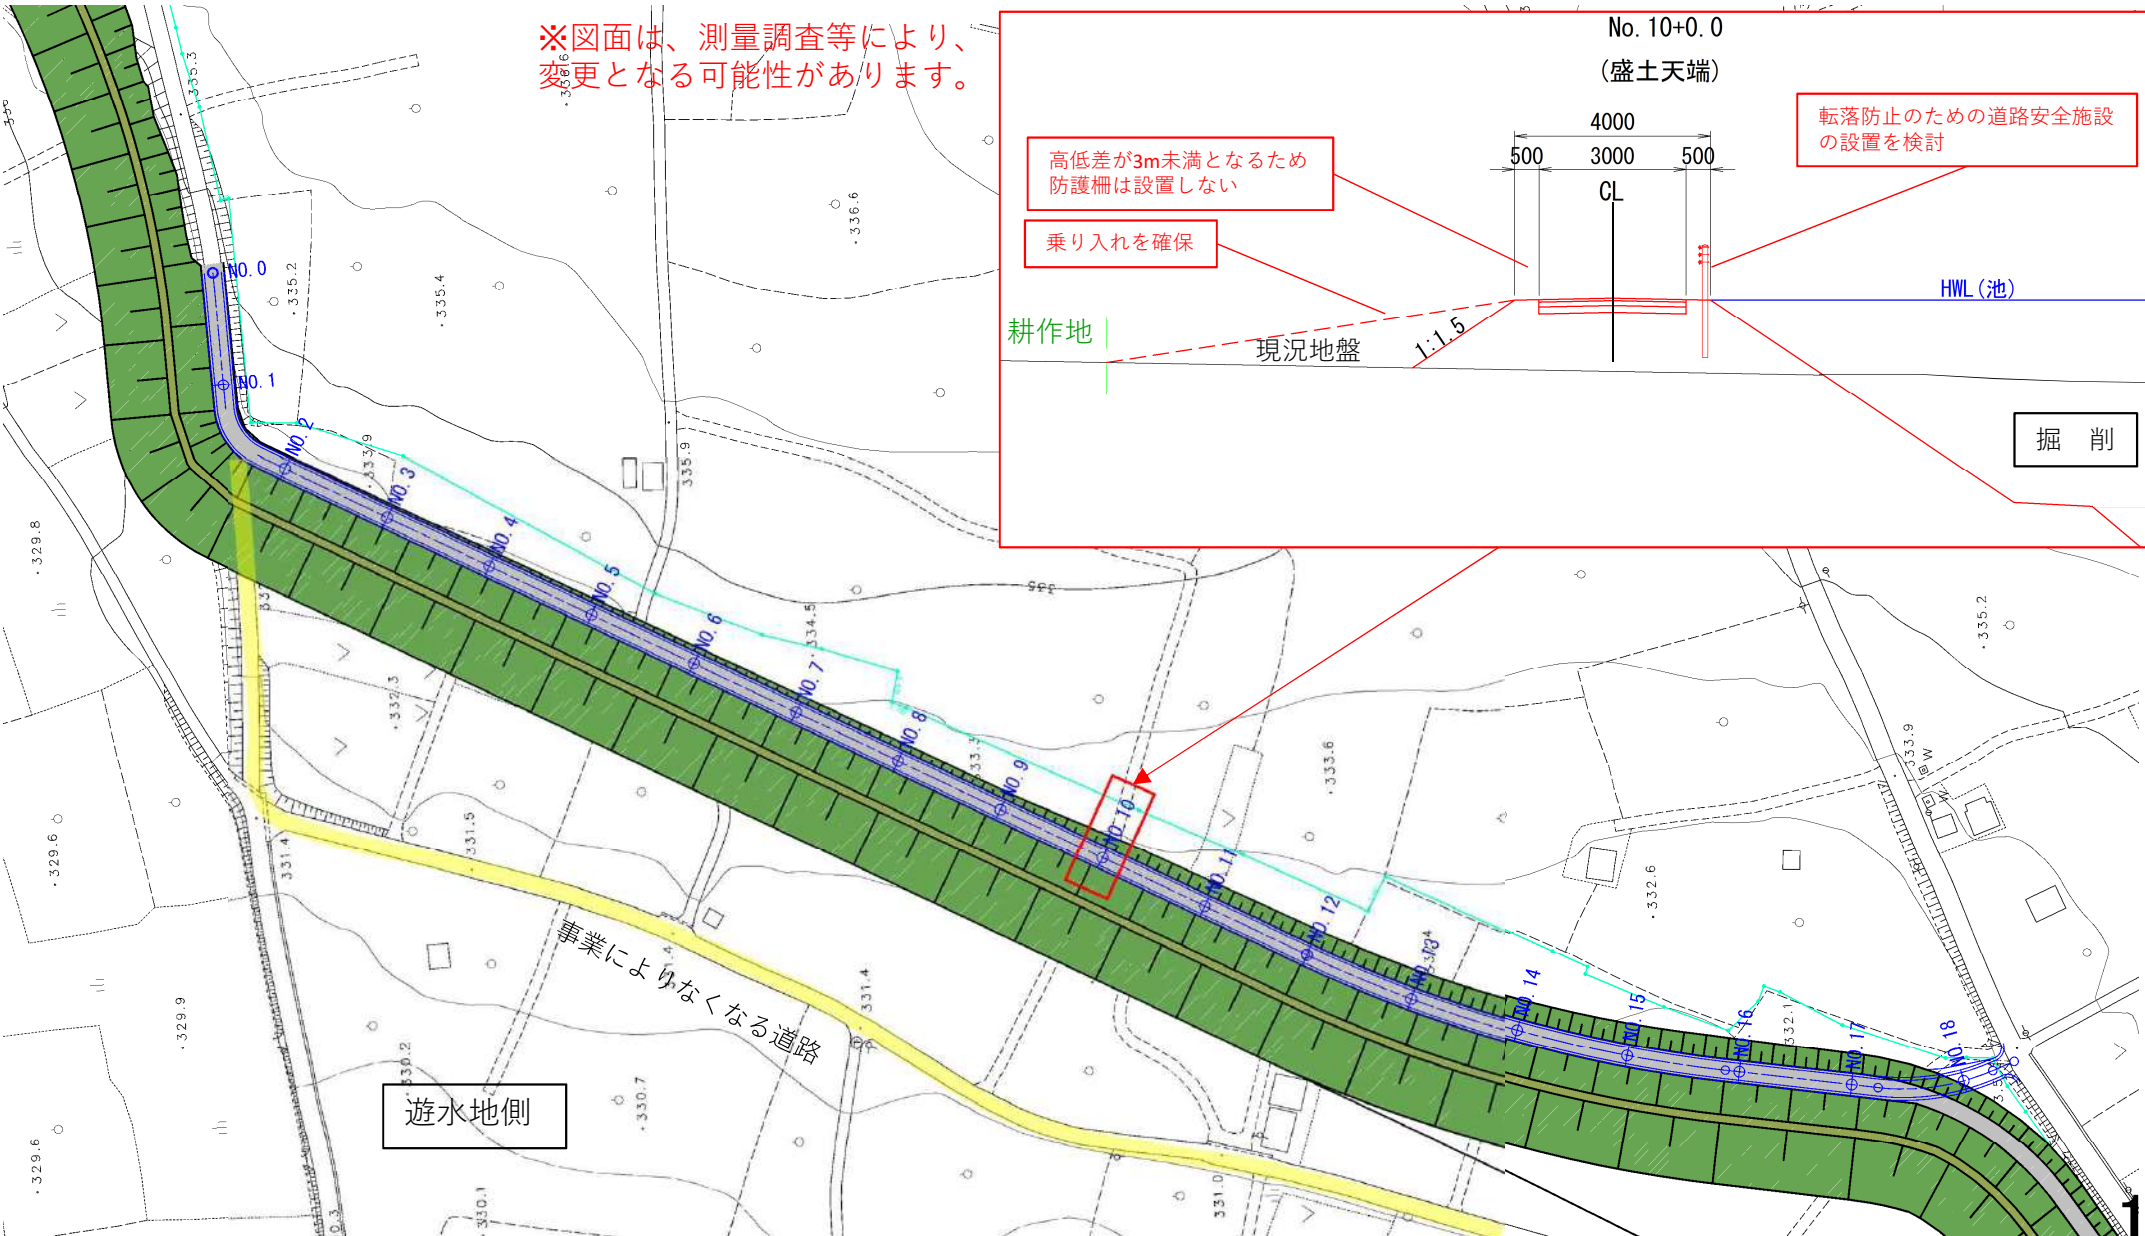 ※図面は、測量調査等により、
変更となる可能性があります。
No.10+0.0
(盛土天端)
4000
500 3000 500
CL
転落防止のための道路安全施設
の設置を検討
高低差が3m未満となるため
防護柵は設置しない
乗り入れを確保
HWL(池)
耕作地
現況地盤
1:1.5
掘 削
335.3
336.6
335.2
335.4
NO.0
NO.1
NO.2
NO.3
NO.4
NO.5
NO.6
NO.7
NO.8
NO.9
NO.10
NO.11
NO.12
NO.13
NO.14
NO.15
NO.16
NO.17
NO.18
333.9
335.9
329.8
335
334.5
335.2
332.3
333.6
333.9
W
W
331.5
331.4
329.6
332.6
事業によりなくなる道路
331.4
329.9
330.2
330.7
332.1
遊水地側
329.6
330.1
331.0
0.3
1